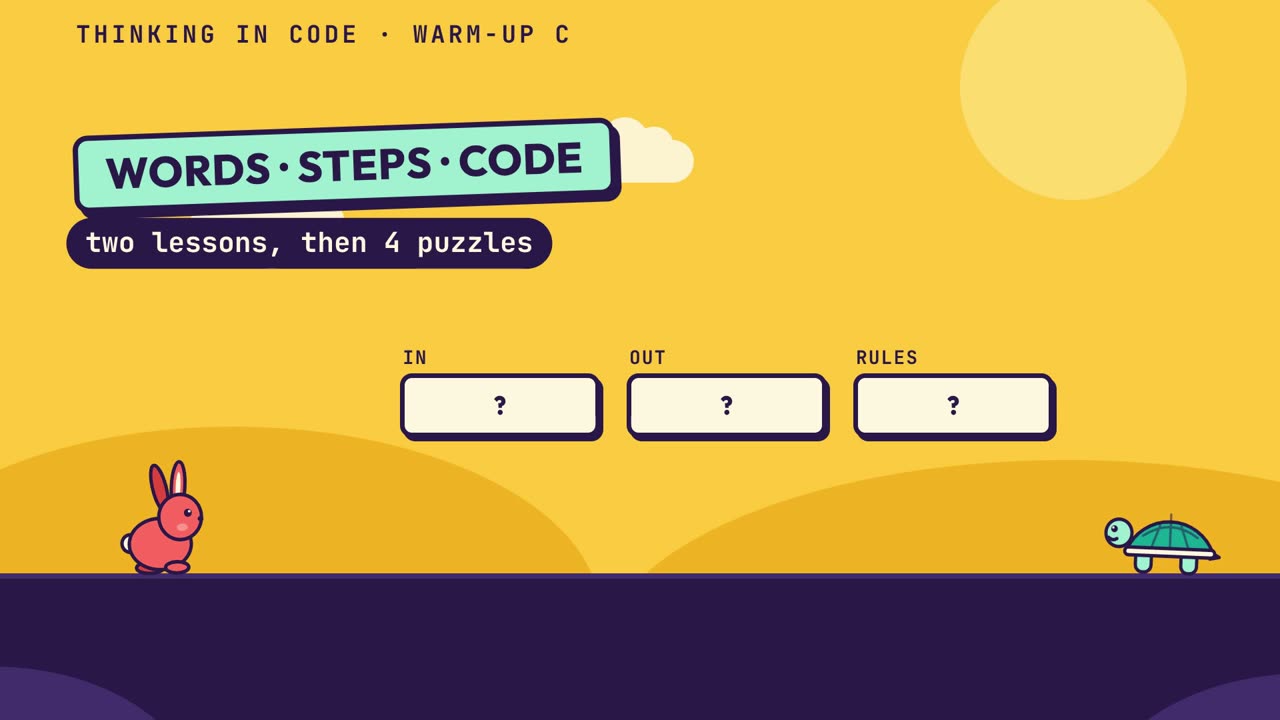 THINKING IN CODE · WARM-UP C
WORDS · STEPS · CODE
two lessons, then 4 puzzles
IN OUT RULES
? ? ?